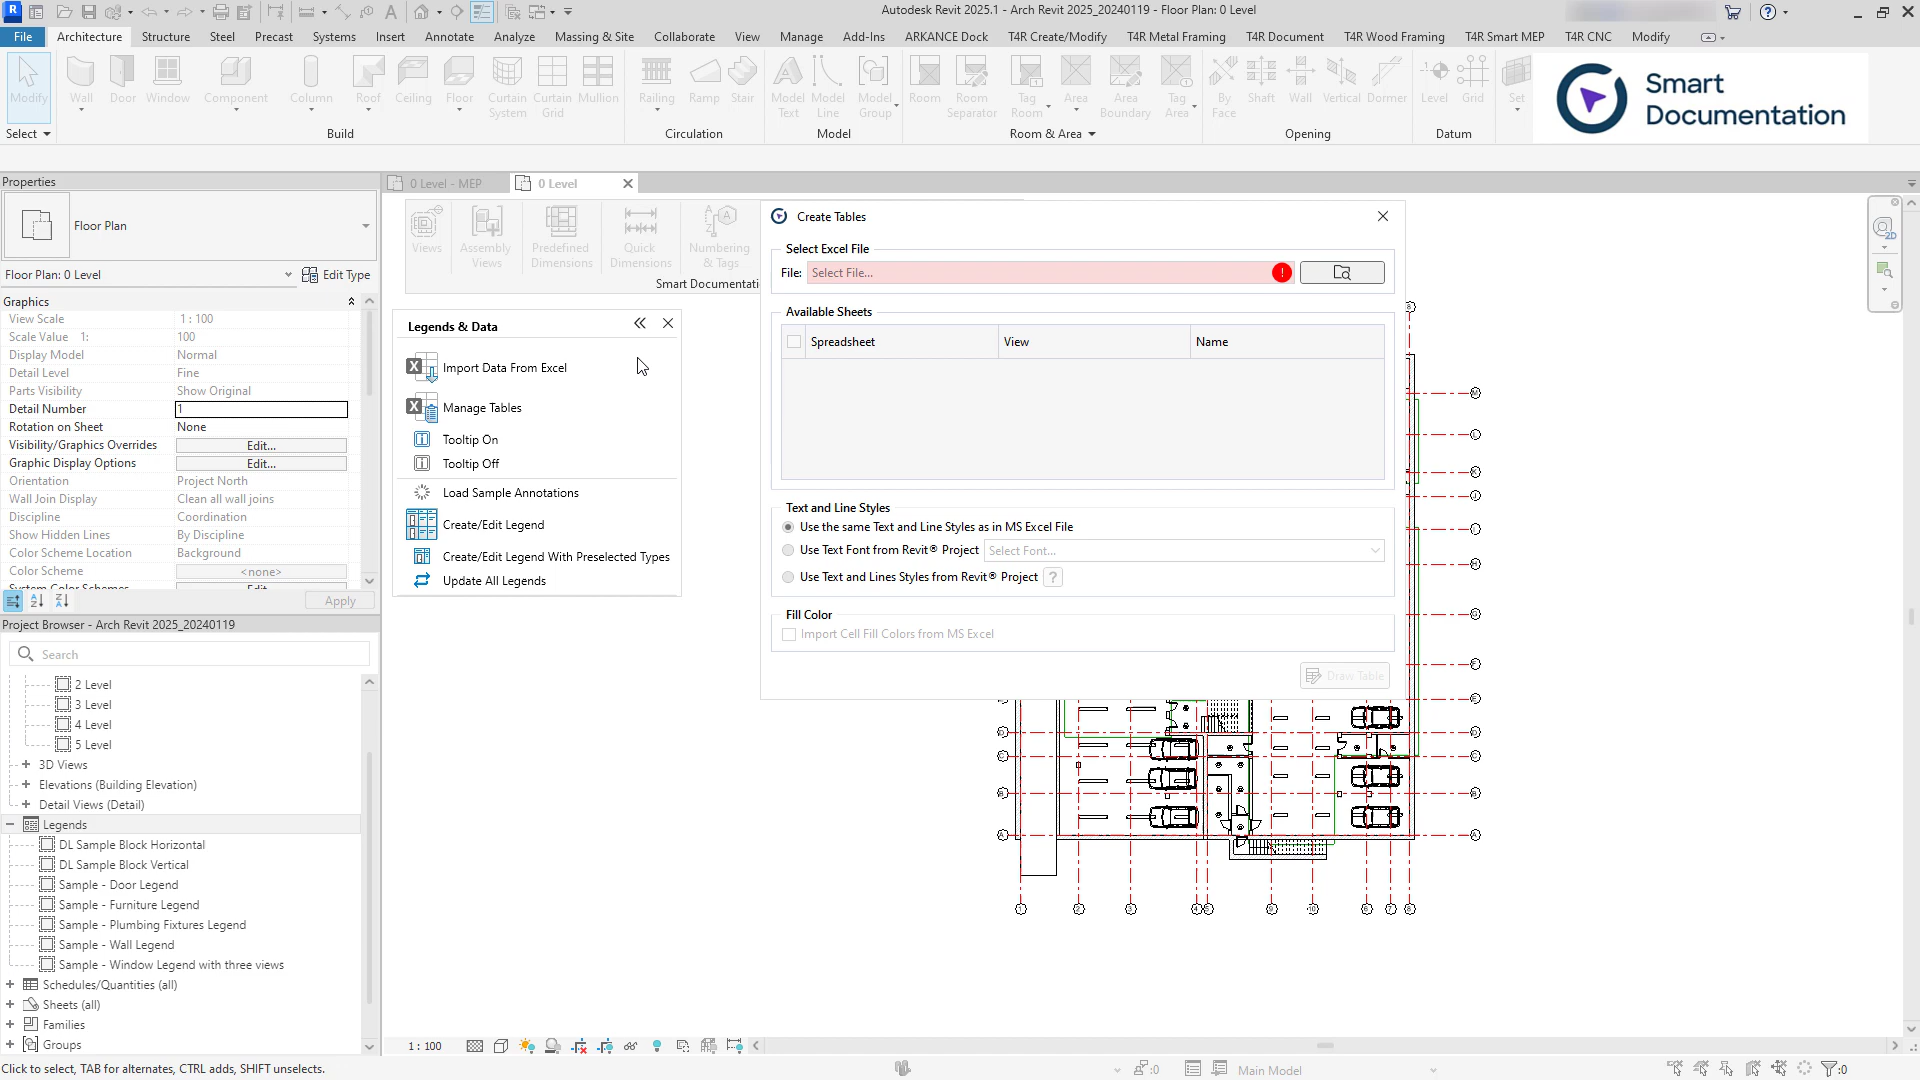 Autodesk Revit 2025.1 - Arch Revit 2025_20240119 - Floor Plan: 0 Level
File Architecture Structure Steel Precast Systems Insert Annotate Analyze Massing & Site Collaborate View Manage Add-Ins ARKANCE Dock T4R Create/Modify T4R Metal Framing T4R Document T4R Wood Framing T4R Smart MEP T4R CNC Modify
Modify
Wall
Door
Window
Component
Column
Roof
Ceiling
Floor
Curtain System
Curtain Grid
Mullion
Railing
Ramp
Stair
Model Text
Model Line
Model Group
Room
Room Separator
Tag Room
Area
Area Boundary
Tag Area
By Face
Shaft
Wall
Vertical
Dormer
Level
Grid
Set
Select
Build
Circulation
Model
Room & Area
Opening
Datum
Smart
Documentation
Properties
Floor Plan
Floor Plan: 0 Level
Edit Type
Graphics
View Scale 1 : 100
Scale Value 1: 100
Display Model Normal
Detail Level Fine
Parts Visibility Show Original
Detail Number 1
Rotation on Sheet None
Visibility/Graphics Overrides Edit...
Graphic Display Options Edit...
Orientation Project North
Wall Join Display Clean all wall joins
Discipline Coordination
Show Hidden Lines By Discipline
Color Scheme Location Background
Color Scheme <none>
System Color Schemes Edit...
Apply
Project Browser - Arch Revit 2025_20240119
Search
2 Level
3 Level
4 Level
5 Level
3D Views
Elevations (Building Elevation)
Detail Views (Detail)
Legends
DL Sample Block Horizontal
DL Sample Block Vertical
Sample - Door Legend
Sample - Furniture Legend
Sample - Plumbing Fixtures Legend
Sample - Wall Legend
Sample - Window Legend with three views
Schedules/Quantities (all)
Sheets (all)
Families
Groups
0 Level - MEP
0 Level
Views
Assembly Views
Predefined Dimensions
Quick Dimensions
Numbering & Tags
Smart Documentati
Legends & Data
Import Data From Excel
Manage Tables
Tooltip On
Tooltip Off
Load Sample Annotations
Create/Edit Legend
Create/Edit Legend With Preselected Types
Update All Legends
Create Tables
Select Excel File
File: Select File...
Available Sheets
Spreadsheet View Name
Text and Line Styles
Use the same Text and Line Styles as in MS Excel File
Use Text Font from Revit® Project Select Font...
Use Text and Lines Styles from Revit® Project ?
Fill Color
Import Cell Fill Colors from MS Excel
Draw Table
1 : 100
Click to select, TAB for alternates, CTRL adds, SHIFT unselects.
:0
Main Model
:0